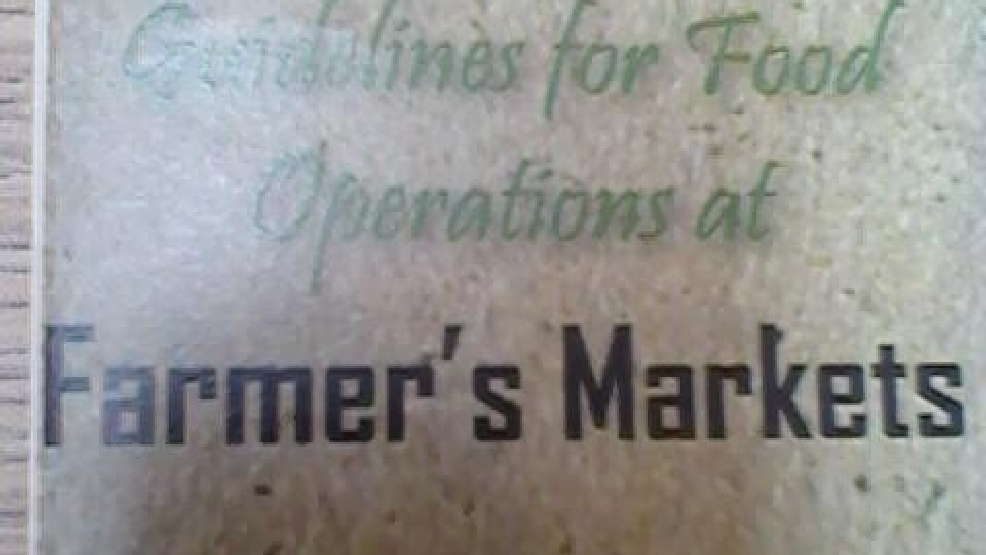 Guidelines for Food
Operations at
Farmer's Markets